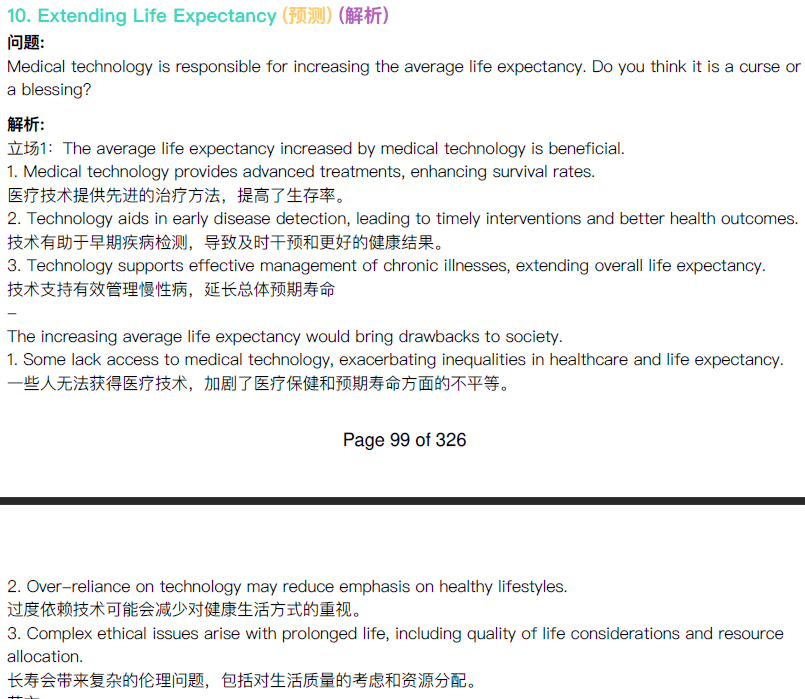 10. Extending Life Expectancy (预测) (解析)
问题:
Medical technology is responsible for increasing the average life expectancy. Do you think it is a curse or
a blessing?
解析:
立场1：The average life expectancy increased by medical technology is beneficial.
1. Medical technology provides advanced treatments, enhancing survival rates.
医疗技术提供先进的治疗方法，提高了生存率。
2. Technology aids in early disease detection, leading to timely interventions and better health outcomes.
技术有助于早期疾病检测，导致及时干预和更好的健康结果。
3. Technology supports effective management of chronic illnesses, extending overall life expectancy.
技术支持有效管理慢性病，延长总体预期寿命
–
The increasing average life expectancy would bring drawbacks to society.
1. Some lack access to medical technology, exacerbating inequalities in healthcare and life expectancy.
一些人无法获得医疗技术，加剧了医疗保健和预期寿命方面的不平等。
Page 99 of 326
2. Over–reliance on technology may reduce emphasis on healthy lifestyles.
过度依赖技术可能会减少对健康生活方式的重视。
3. Complex ethical issues arise with prolonged life, including quality of life considerations and resource
allocation.
长寿会带来复杂的伦理问题，包括对生活质量的考虑和资源分配。